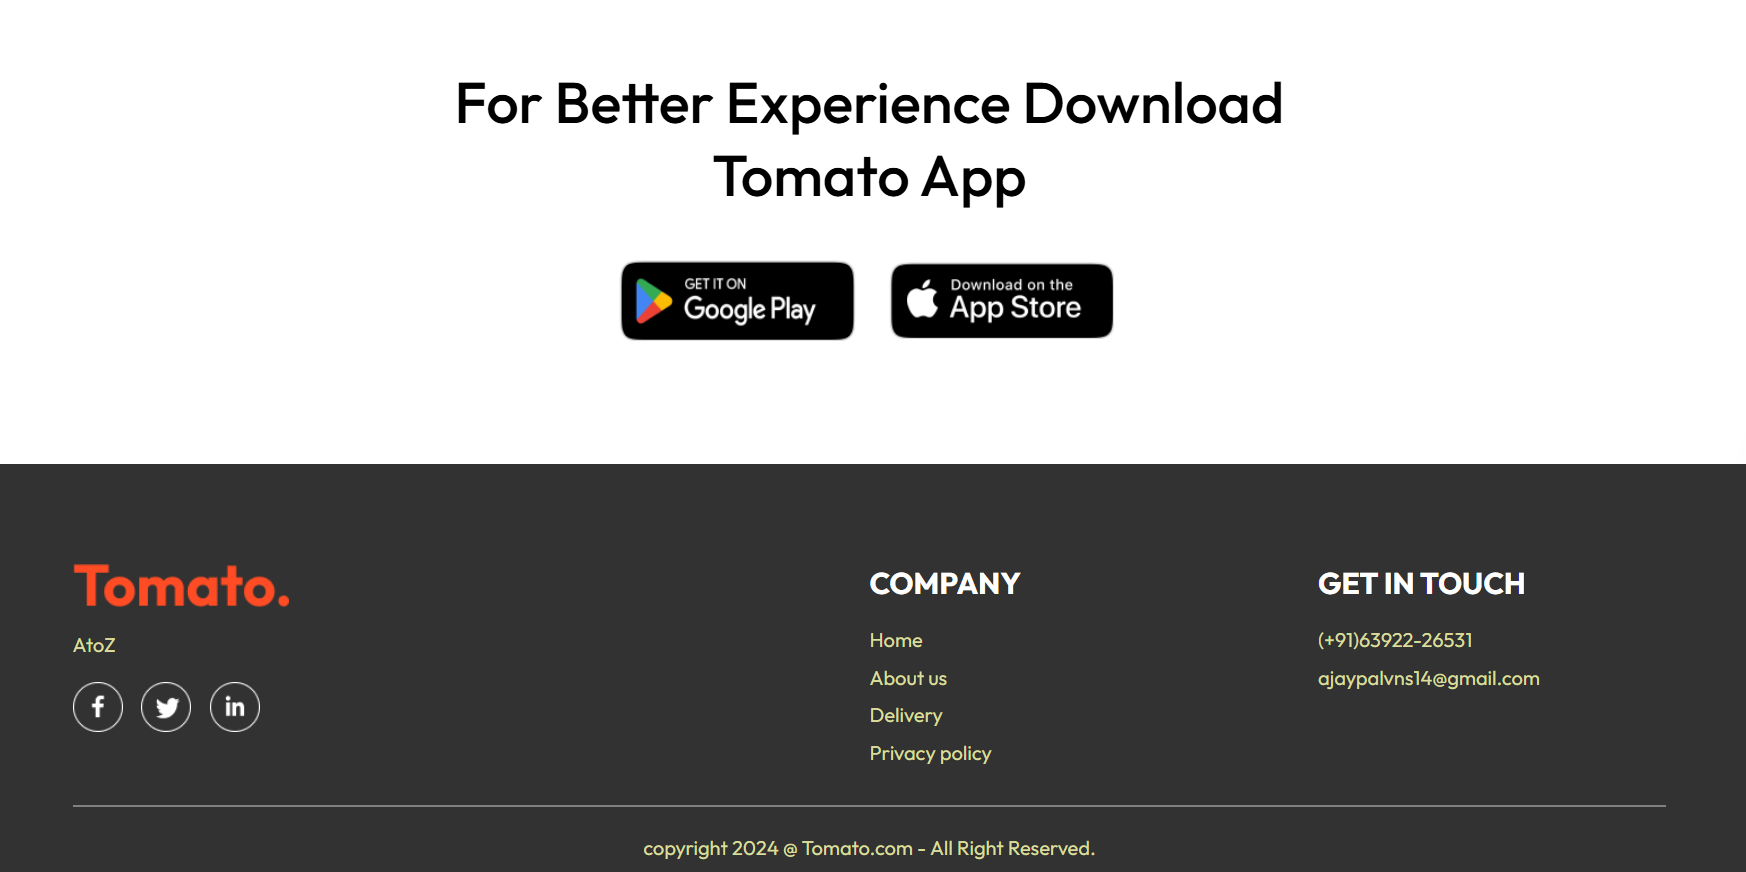 For Better Experience Download
Tomato App
GET IT ON
Google Play
Download on the
App Store
Tomato.
AtoZ
f
in
COMPANY
Home
About us
Delivery
Privacy policy
GET IN TOUCH
(+91)63922-26531
ajaypalvns14@gmail.com
copyright 2024 @ Tomato.com - All Right Reserved.